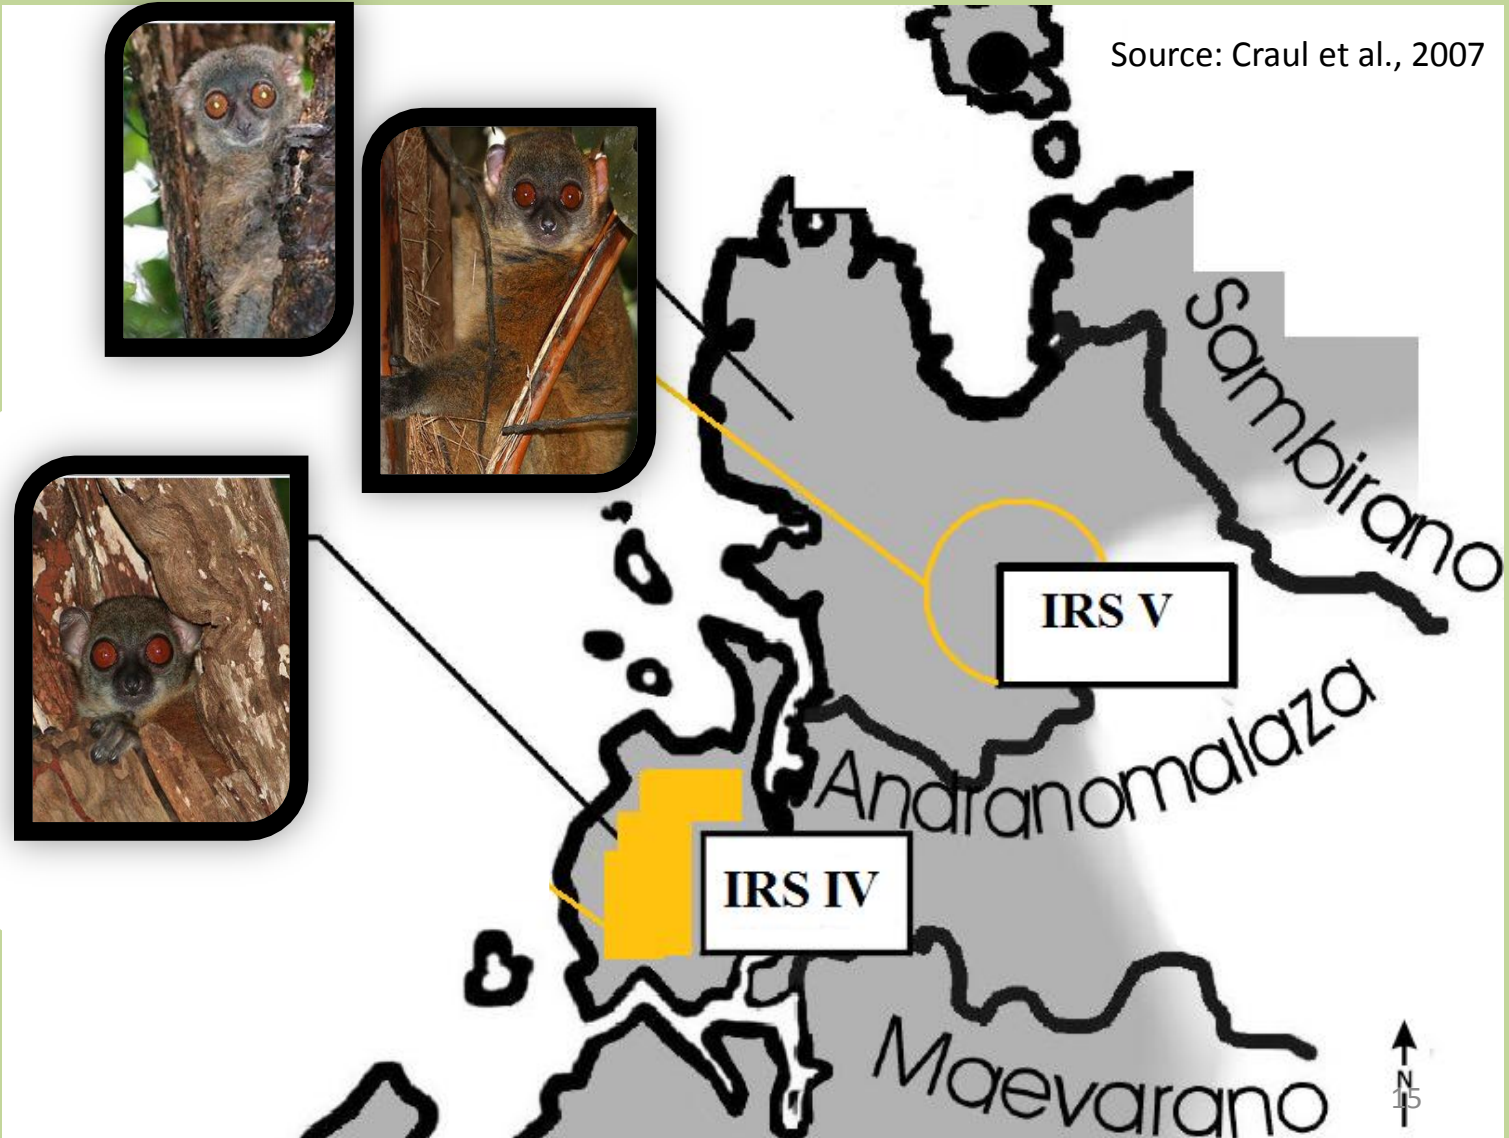 Source: Craul et al., 2007
Sambirano
IRS V
Andranomalaza
IRS IV
Maevarano
N
15